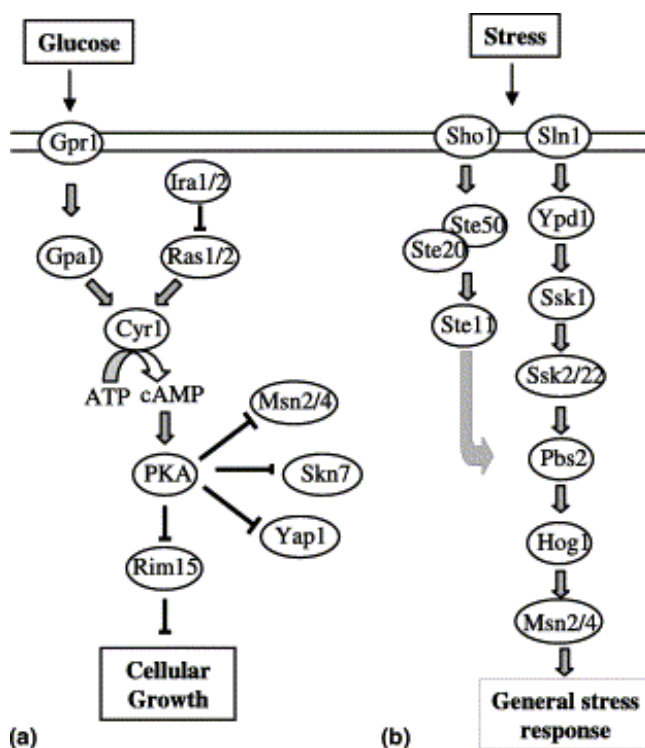 Glucose
Stress
Gpr1
Sho1
Sln1
Ira1/2
Ste50
Ypd1
Gpa1
Ras1/2
Ste20
Cyr1
Ste11
Ssk1
ATP cAMP
Msn2/4
Ssk2/22
PKA
Skn7
Pbs2
Yap1
Hog1
Rim15
Msn2/4
Cellular
Growth
General stress
response
(a)
(b)